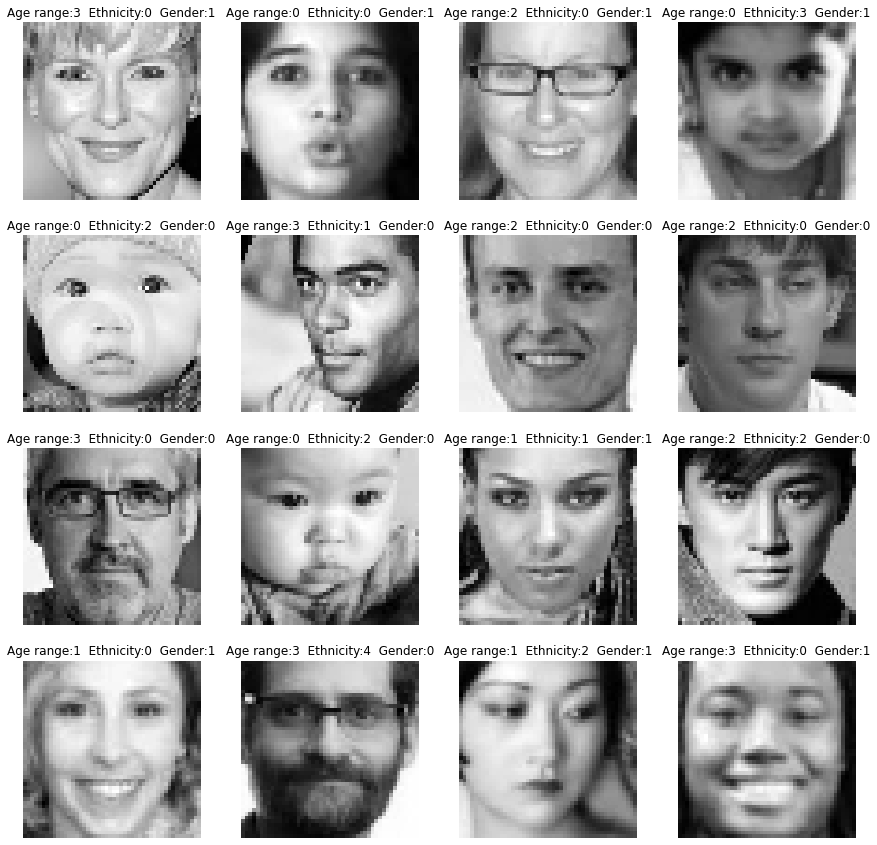 Age range:3 Ethnicity:0 Gender:1
Age range:0 Ethnicity:0 Gender:1
Age range:2 Ethnicity:0 Gender:1
Age range:0 Ethnicity:3 Gender:1
Age range:0 Ethnicity:2 Gender:0
Age range:3 Ethnicity:1 Gender:0
Age range:2 Ethnicity:0 Gender:0
Age range:2 Ethnicity:0 Gender:0
Age range:3 Ethnicity:0 Gender:0
Age range:0 Ethnicity:2 Gender:0
Age range:1 Ethnicity:1 Gender:1
Age range:2 Ethnicity:2 Gender:0
Age range:1 Ethnicity:0 Gender:1
Age range:3 Ethnicity:4 Gender:0
Age range:1 Ethnicity:2 Gender:1
Age range:3 Ethnicity:0 Gender:1